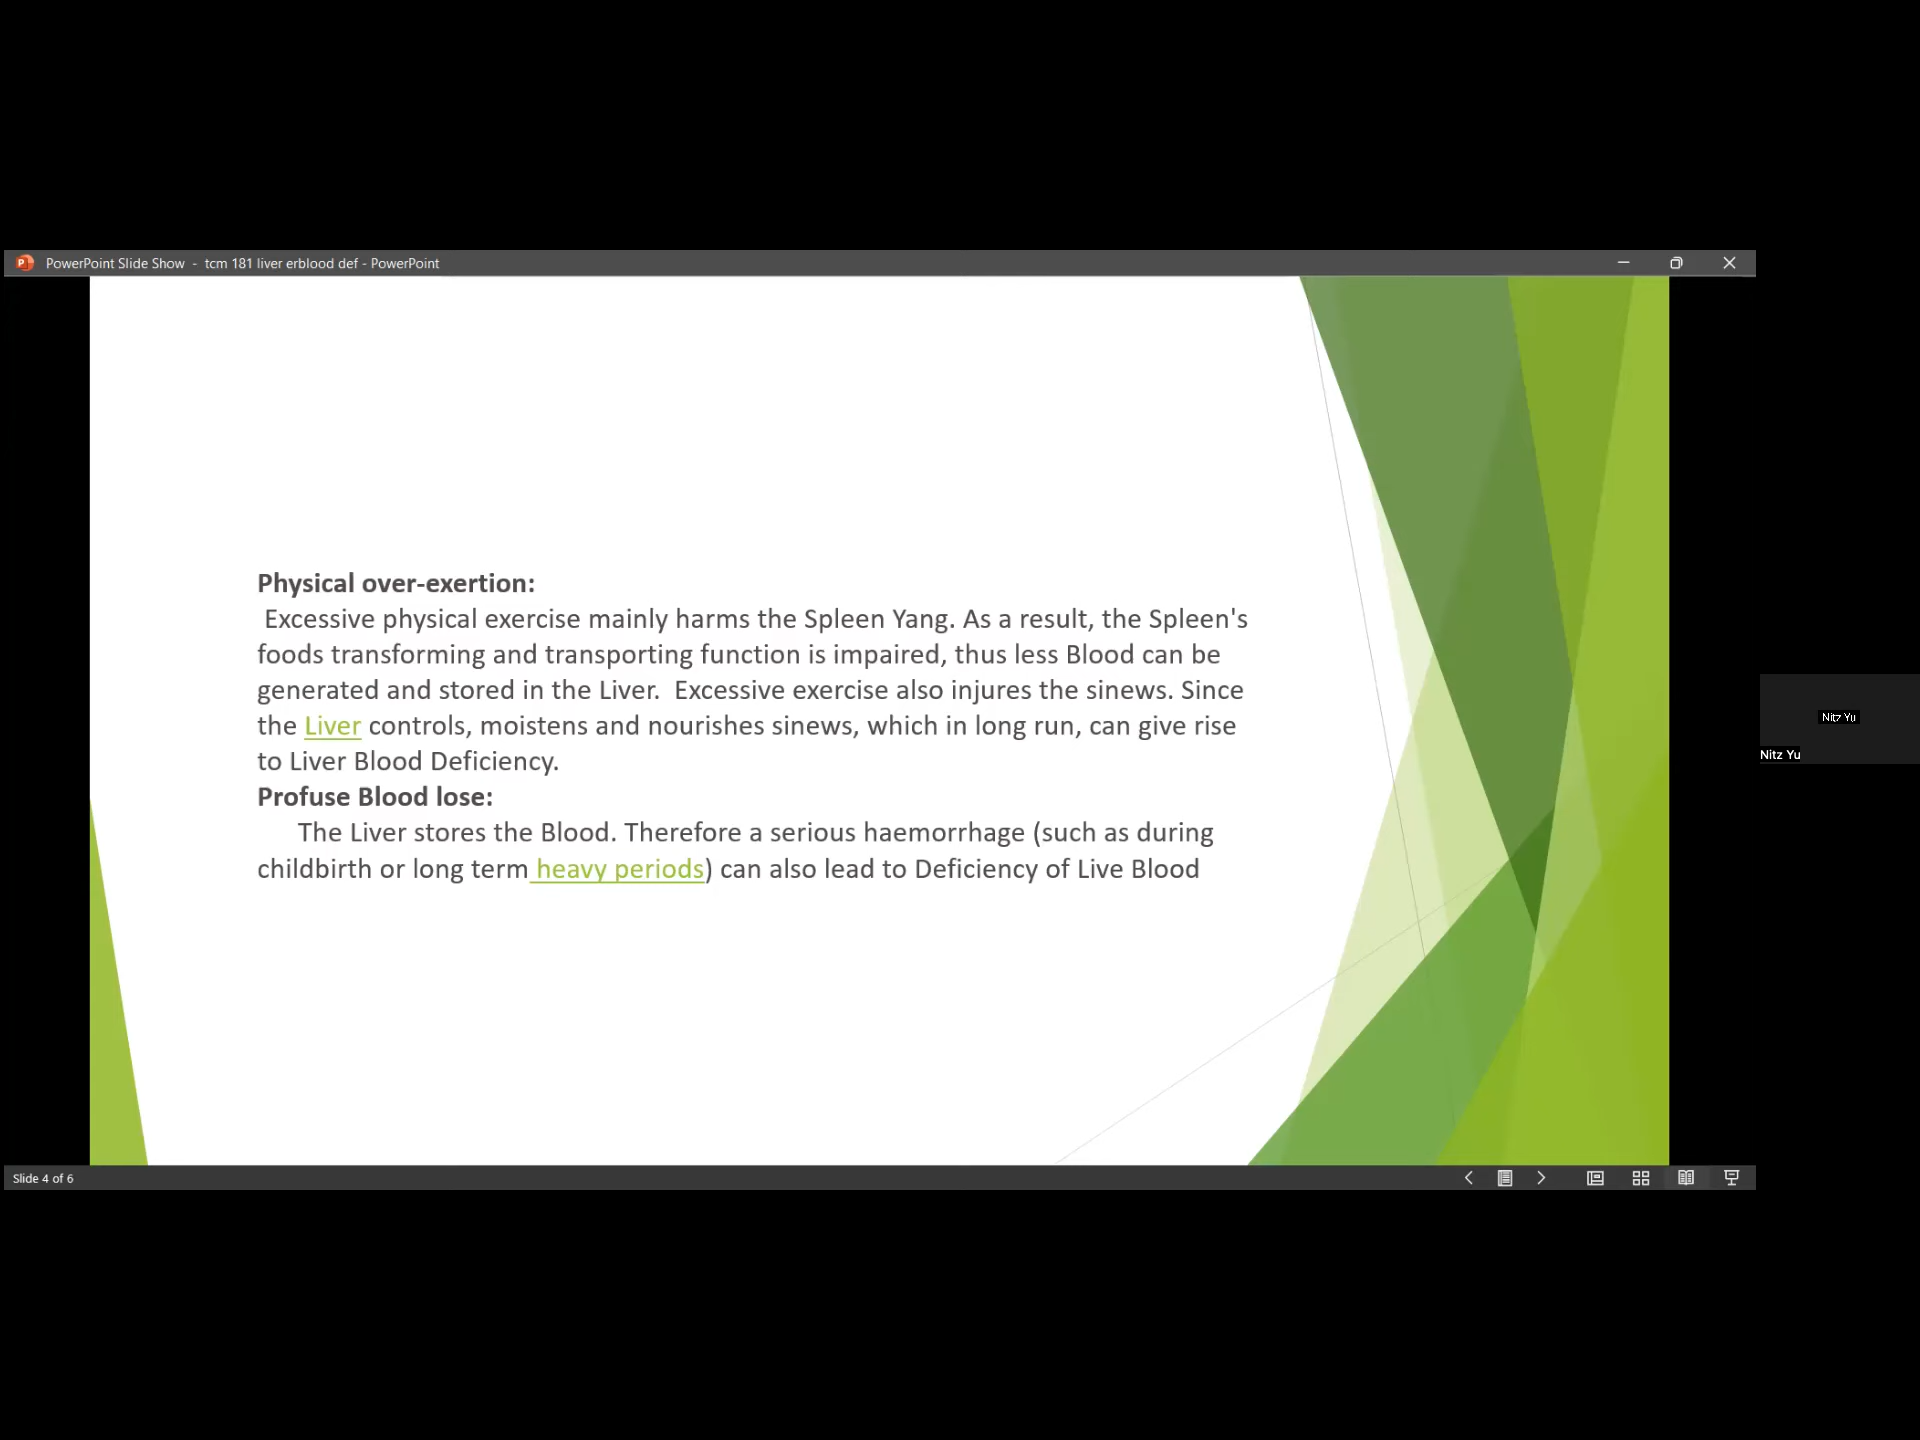 PowerPoint Slide Show - tcm 181 liver erblood def - PowerPoint
Physical over-exertion:
Excessive physical exercise mainly harms the Spleen Yang. As a result, the Spleen's
foods transforming and transporting function is impaired, thus less Blood can be
generated and stored in the Liver.  Excessive exercise also injures the sinews. Since
the Liver controls, moistens and nourishes sinews, which in long run, can give rise
to Liver Blood Deficiency.
Profuse Blood lose:
The Liver stores the Blood. Therefore a serious haemorrhage (such as during
childbirth or long term heavy periods) can also lead to Deficiency of Live Blood
Nitz Yu
Nitz Yu
Slide 4 of 6